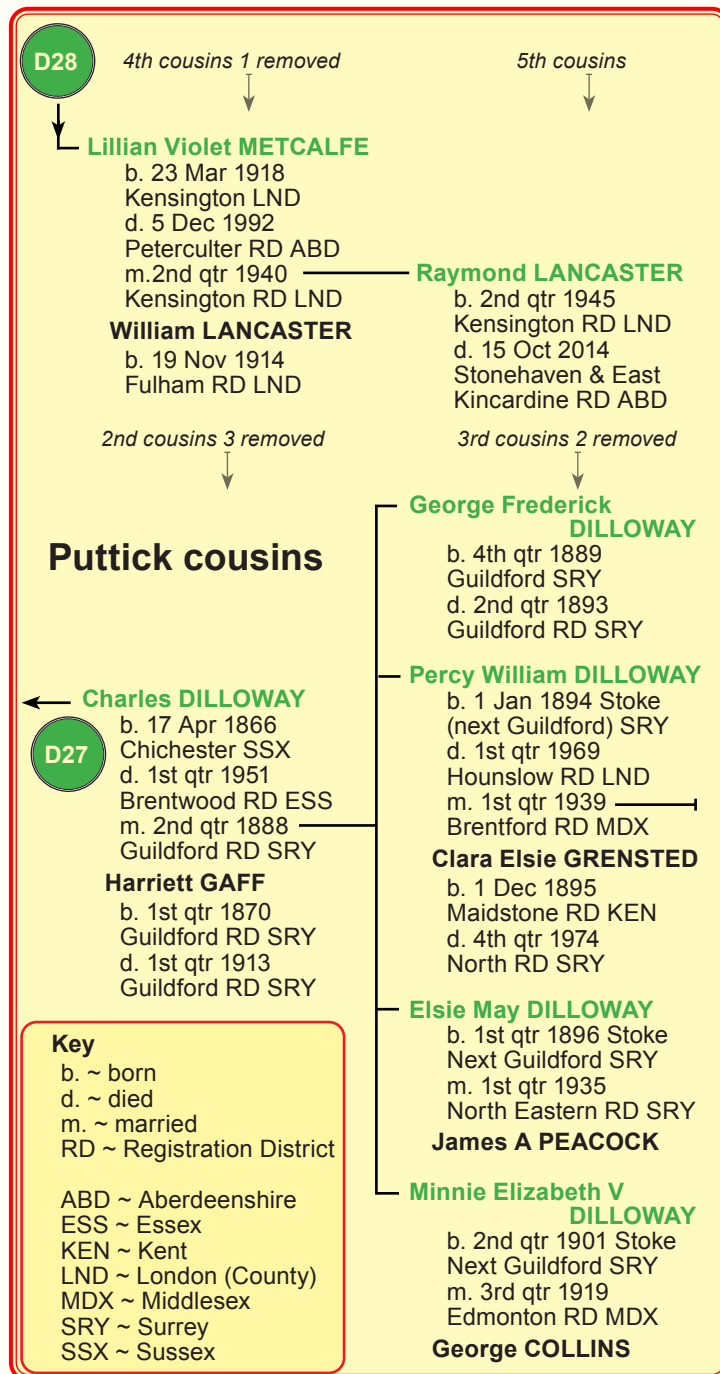 D28
4th cousins 1 removed
5th cousins
Lillian Violet METCALFE
b. 23 Mar 1918
Kensington LND
d. 5 Dec 1992
Peterculter RD ABD
m.2nd qtr 1940
Kensington RD LND
William LANCASTER
b. 19 Nov 1914
Fulham RD LND
Raymond LANCASTER
b. 2nd qtr 1945
Kensington RD LND
d. 15 Oct 2014
Stonehaven & East
Kincardine RD ABD
2nd cousins 3 removed
3rd cousins 2 removed
Puttick cousins
Charles DILLOWAY
D27
b. 17 Apr 1866
Chichester SSX
d. 1st qtr 1951
Brentwood RD ESS
m. 2nd qtr 1888
Guildford RD SRY
Harriett GAFF
b. 1st qtr 1870
Guildford RD SRY
d. 1st qtr 1913
Guildford RD SRY
George Frederick
DILLOWAY
b. 4th qtr 1889
Guildford SRY
d. 2nd qtr 1893
Guildford RD SRY
Percy William DILLOWAY
b. 1 Jan 1894 Stoke
(next Guildford) SRY
d. 1st qtr 1969
Hounslow RD LND
m. 1st qtr 1939
Brentford RD MDX
Clara Elsie GRENSTED
b. 1 Dec 1895
Maidstone RD KEN
d. 4th qtr 1974
North RD SRY
Elsie May DILLOWAY
b. 1st qtr 1896 Stoke
Next Guildford SRY
m. 1st qtr 1935
North Eastern RD SRY
James A PEACOCK
Minnie Elizabeth V
DILLOWAY
b. 2nd qtr 1901 Stoke
Next Guildford SRY
m. 3rd qtr 1919
Edmonton RD MDX
George COLLINS
Key
b. ~ born
d. ~ died
m. ~ married
RD ~ Registration District
ABD ~ Aberdeenshire
ESS ~ Essex
KEN ~ Kent
LND ~ London (County)
MDX ~ Middlesex
SRY ~ Surrey
SSX ~ Sussex